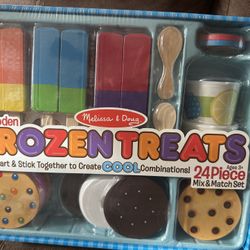 Melissa & Doug
oden
ROZEN TREATS
art & Stick Together to Create COOL Combinations!
Ages 3+
24 Piece
Mix & Match Set